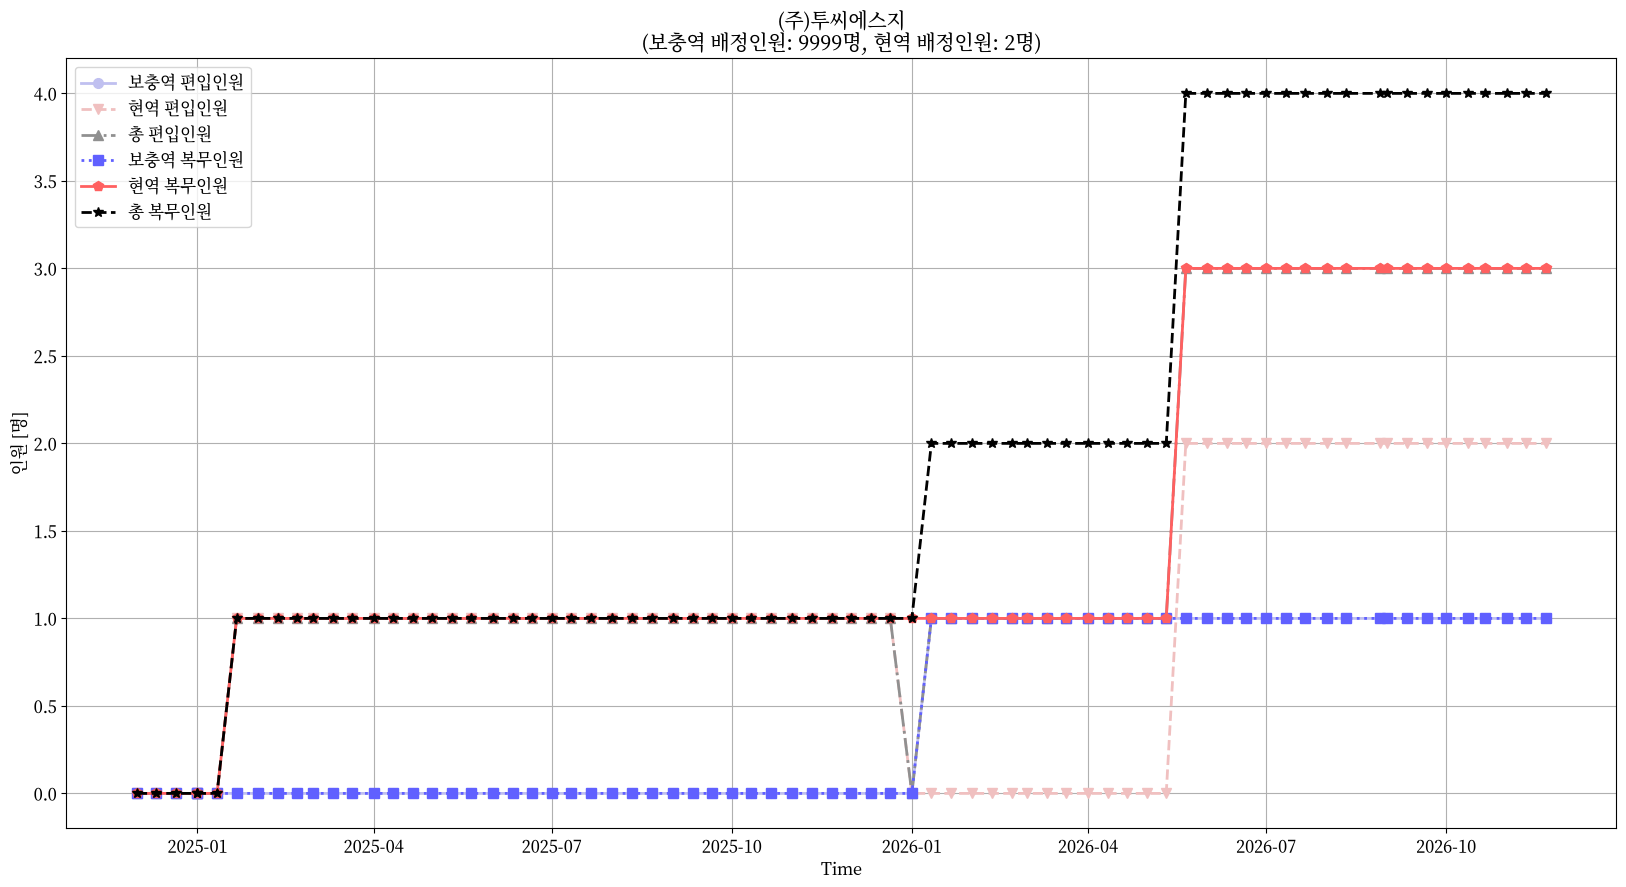 (주)투씨에스지
(보충역 배정인원: 9999명, 현역 배정인원: 2명)
보충역 편입인원
현역 편입인원
총 편입인원
보충역 복무인원
현역 복무인원
총 복무인원
인원 [명]
4.0
3.5
3.0
2.5
2.0
1.5
1.0
0.5
0.0
2025-01 2025-04 2025-07 2025-10 2026-01 2026-04 2026-07 2026-10
Time